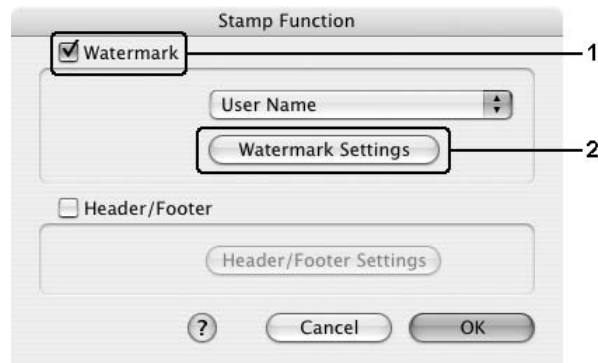 Stamp Function
Watermark
1
User Name
Watermark Settings
2
Header/Footer
Header/Footer Settings
? Cancel OK